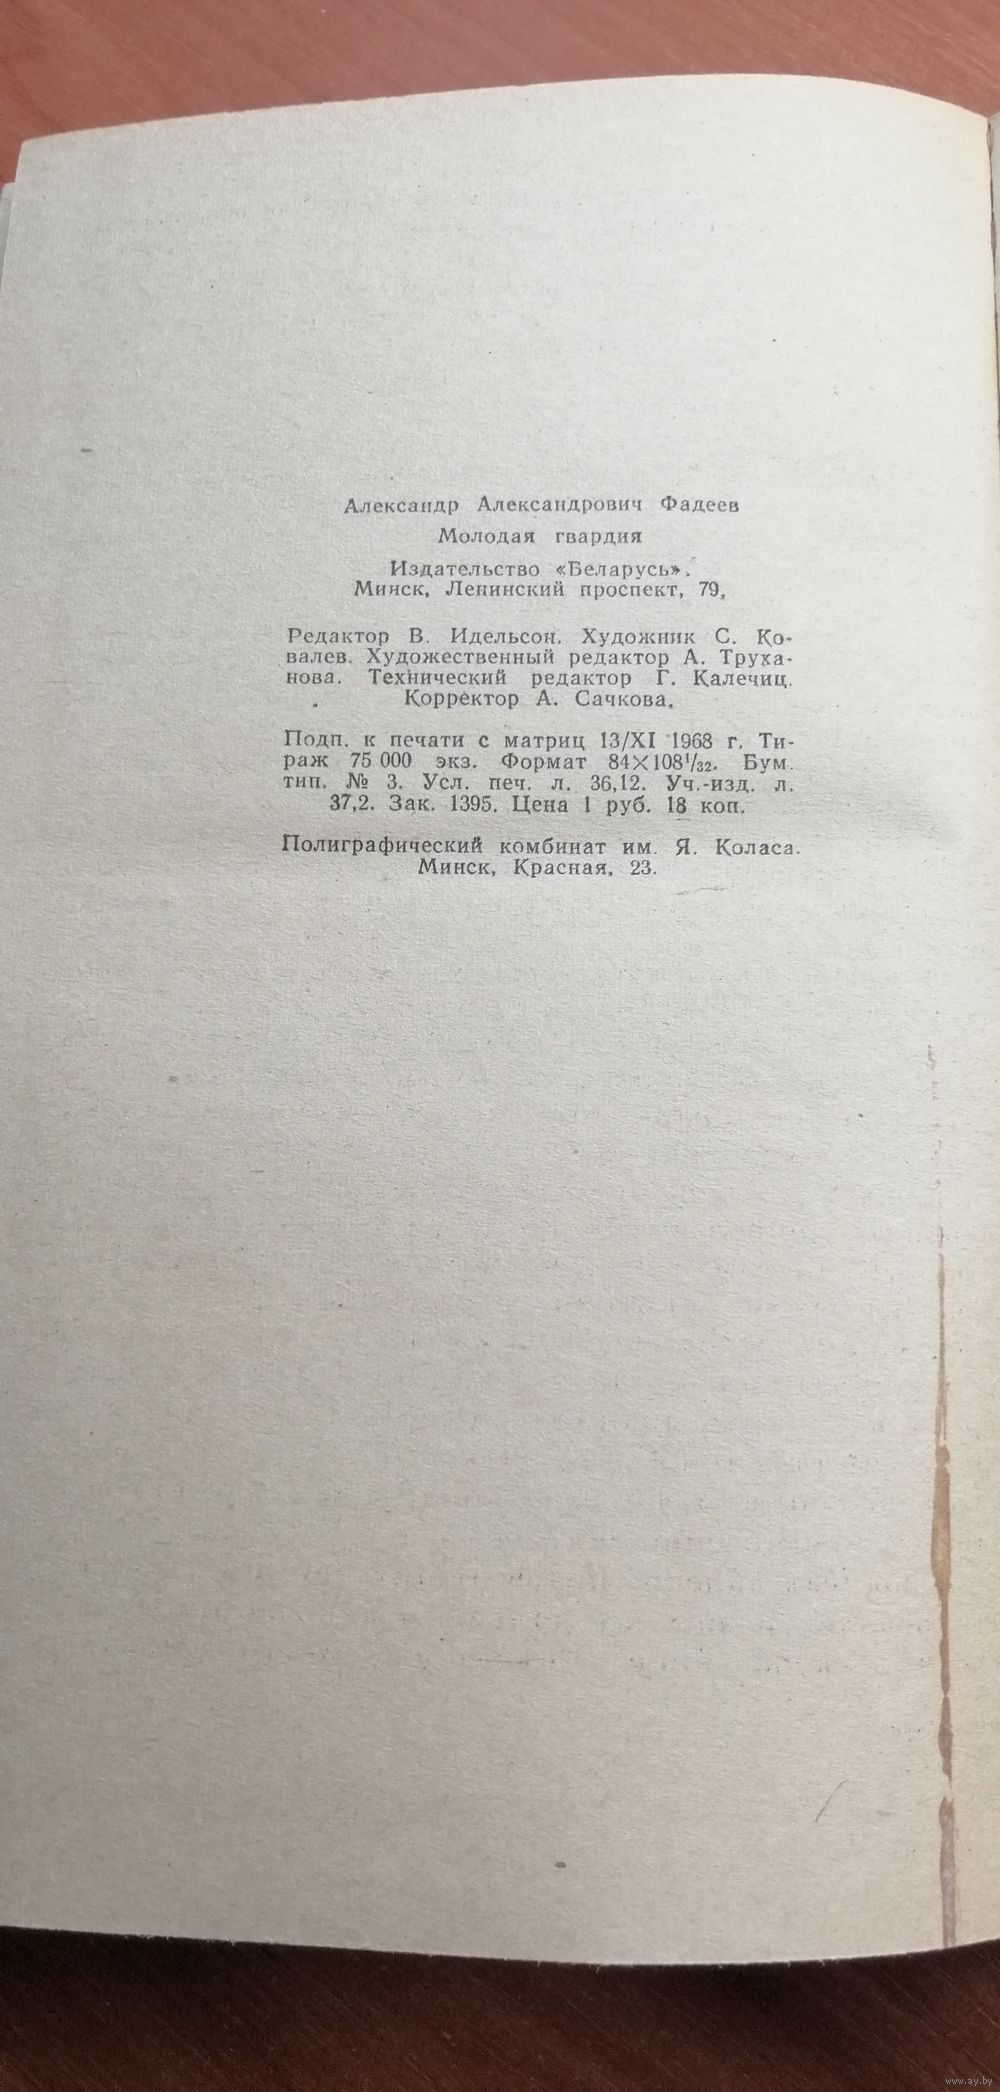 Александр Александрович Фадеев
Молодая гвардия
Издательство «Беларусь».
Минск, Ленинский проспект, 79.
Редактор В. Идельсон. Художник С. Ко-
валев. Художественный редактор А. Труха-
нова. Технический редактор Г. Калечиц.
Корректор А. Сачкова.
Подп. к печати с матриц 13/XI 1968 г. Ти-
раж 75 000 экз. Формат 84×108¹/₃₂. Бум.
тип. № 3. Усл. печ. л. 36,12. Уч.-изд. л.
37,2. Зак. 1395. Цена 1 руб. 18 коп.
Полиграфический комбинат им. Я. Коласа.
Минск, Красная, 23.
www.ay.by